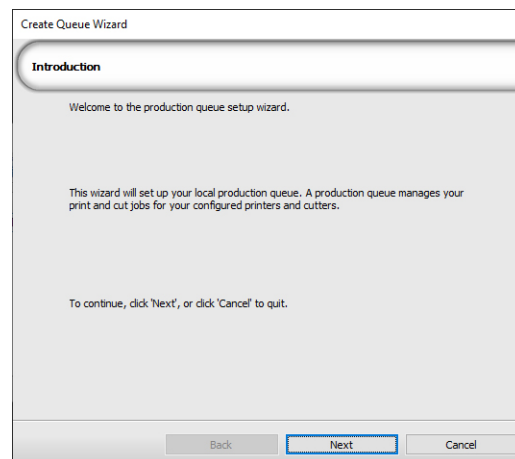 Create Queue Wizard
Introduction
Welcome to the production queue setup wizard.
This wizard will set up your local production queue. A production queue manages your
print and cut jobs for your configured printers and cutters.
To continue, click 'Next', or click 'Cancel' to quit.
Back
Next
Cancel